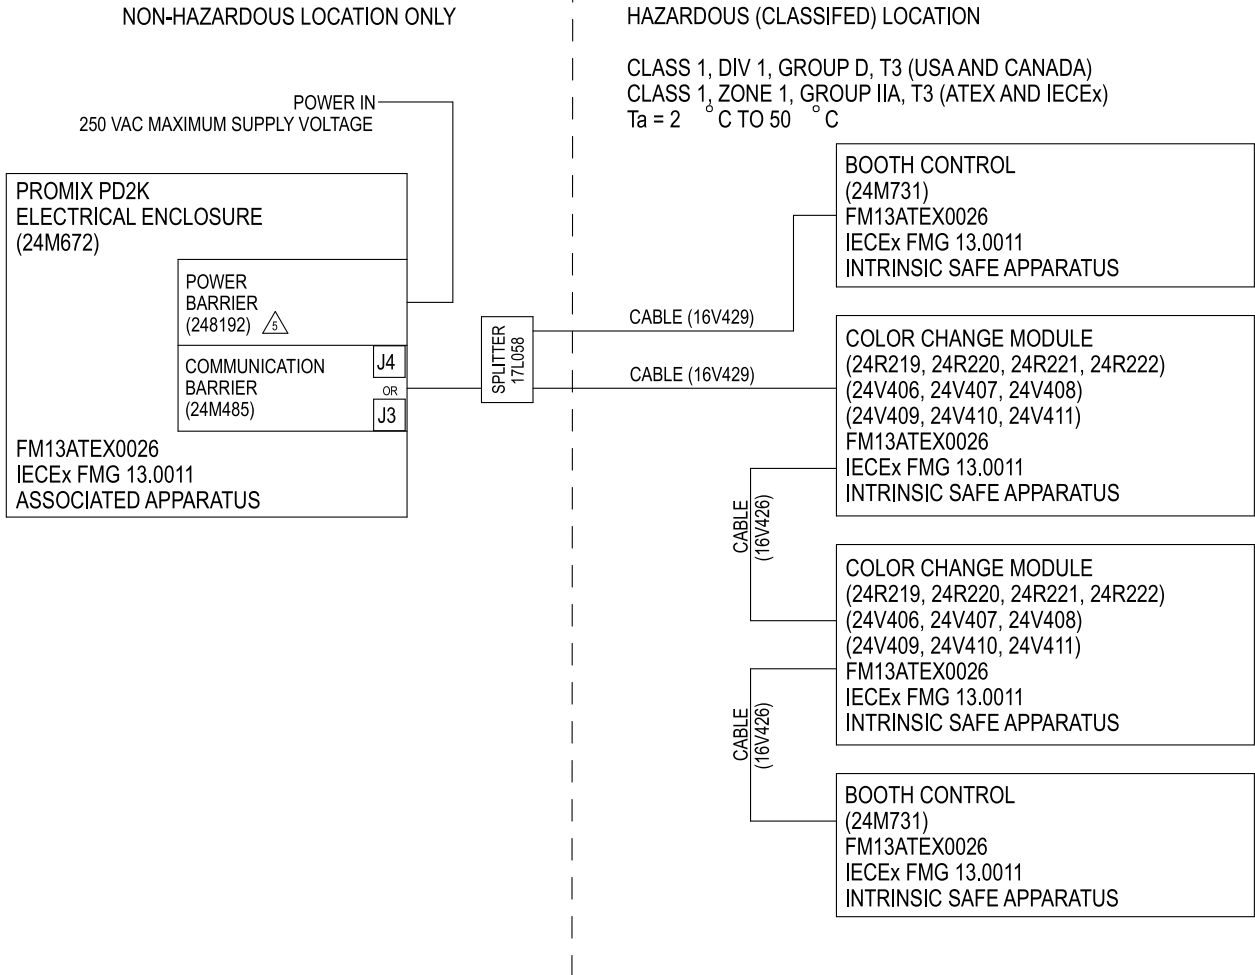 NON-HAZARDOUS LOCATION ONLY
HAZARDOUS (CLASSIFED) LOCATION
CLASS 1, DIV 1, GROUP D, T3 (USA AND CANADA)
CLASS 1, ZONE 1, GROUP IIA, T3 (ATEX AND IECEx)
Ta = 2 °C TO 50 °C
POWER IN
250 VAC MAXIMUM SUPPLY VOLTAGE
PROMIX PD2K
ELECTRICAL ENCLOSURE
(24M672)
POWER
BARRIER
(248192) 5
COMMUNICATION
BARRIER
(24M485)
J4
OR
J3
FM13ATEX0026
IECEx FMG 13.0011
ASSOCIATED APPARATUS
SPLITTER
17L058
CABLE (16V429)
CABLE (16V429)
BOOTH CONTROL
(24M731)
FM13ATEX0026
IECEx FMG 13.0011
INTRINSIC SAFE APPARATUS
COLOR CHANGE MODULE
(24R219, 24R220, 24R221, 24R222)
(24V406, 24V407, 24V408)
(24V409, 24V410, 24V411)
FM13ATEX0026
IECEx FMG 13.0011
INTRINSIC SAFE APPARATUS
CABLE
(16V426)
COLOR CHANGE MODULE
(24R219, 24R220, 24R221, 24R222)
(24V406, 24V407, 24V408)
(24V409, 24V410, 24V411)
FM13ATEX0026
IECEx FMG 13.0011
INTRINSIC SAFE APPARATUS
CABLE
(16V426)
BOOTH CONTROL
(24M731)
FM13ATEX0026
IECEx FMG 13.0011
INTRINSIC SAFE APPARATUS